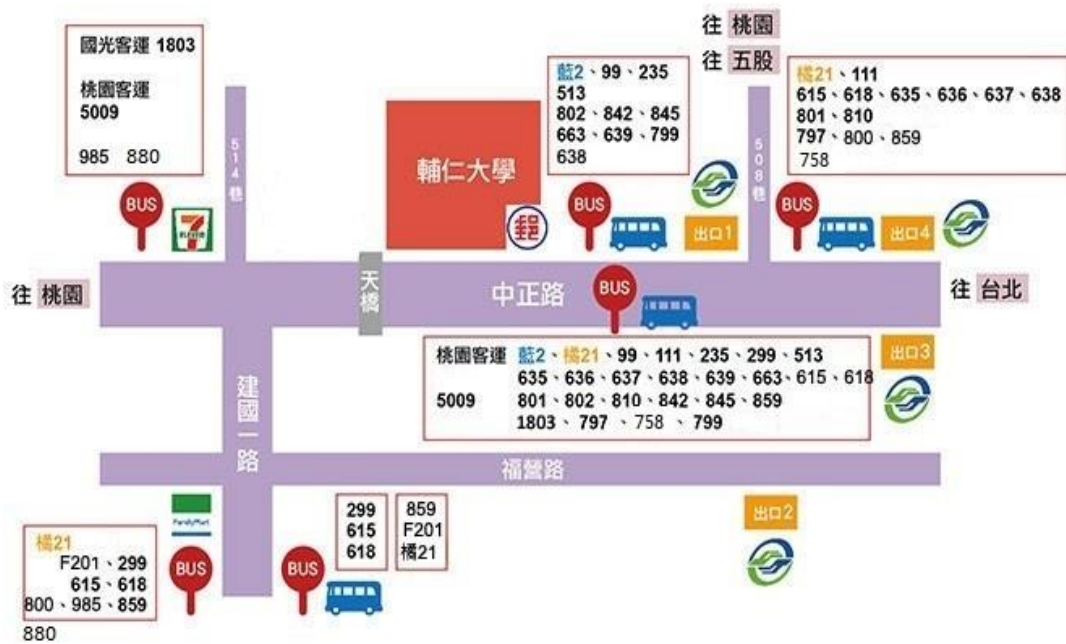 往 桃園
往 五股
國光客運 1803
桃園客運
5009
985 880
BUS
7
ELEVEN
514巷
輔仁大學
郵
藍2、99、235
513
802、842、845
663、639、799
638
BUS
出口1
508巷
橘21、111
615、618、635、636、637、638
801、810
797、800、859
758
BUS
出口4
往 桃園
天橋
中正路
BUS
往 台北
桃園客運 藍2、橘21、99、111、235、299、513
635、636、637、638、639、663、615、618
5009 801、802、810、842、845、859
1803、797、758、799
出口3
建國一路
福營路
FamilyMart
橘21
F201、299
615、618
800、985、859
880
BUS
BUS
299
615
618
859
F201
橘21
出口2